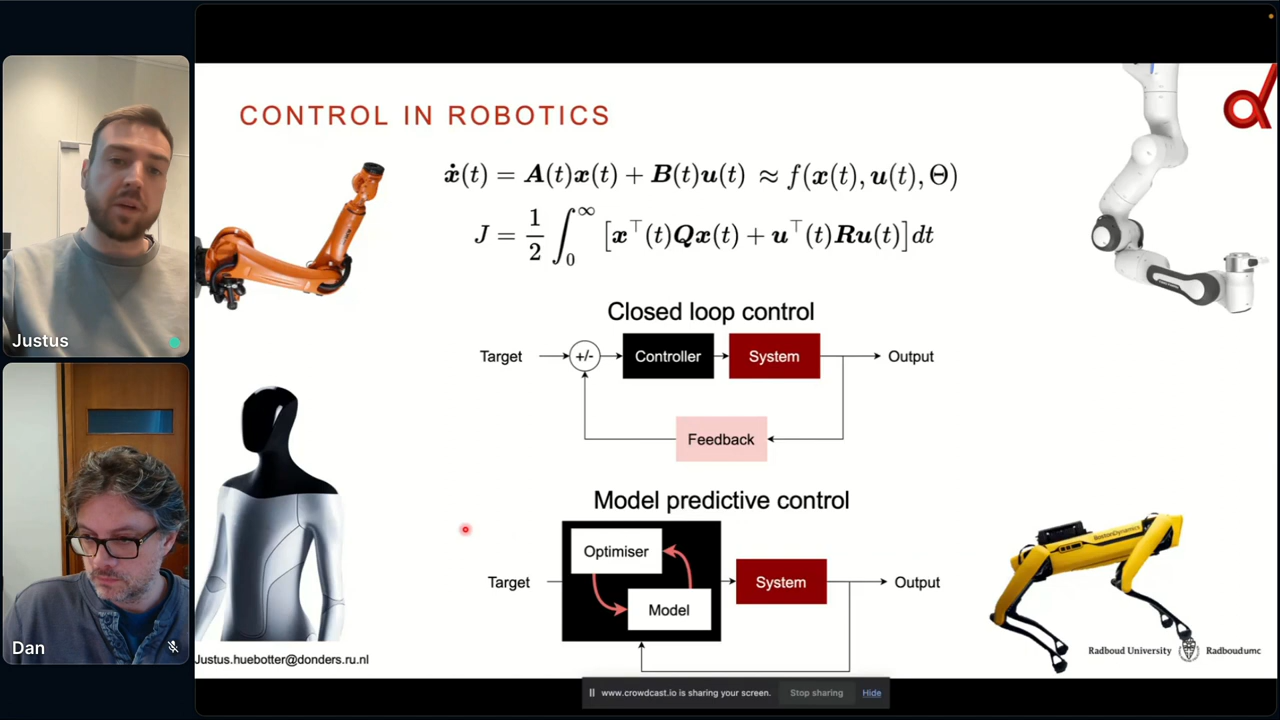 CONTROL IN ROBOTICS
ẋ(t) = A(t)x(t) + B(t)u(t) ≈ f(x(t), u(t), Θ)
J = 1/2 ∫₀^∞ [x⊤(t)Qx(t) + u⊤(t)Ru(t)]dt
Closed loop control
Target
+/-
Controller
System
Output
Feedback
Model predictive control
Optimiser
Target
Model
System
Output
BostonDynamics
Justus
Dan
Justus.huebotter@donders.ru.nl
Radboud University
Radboudumc
www.crowdcast.io is sharing your screen.
Stop sharing
Hide